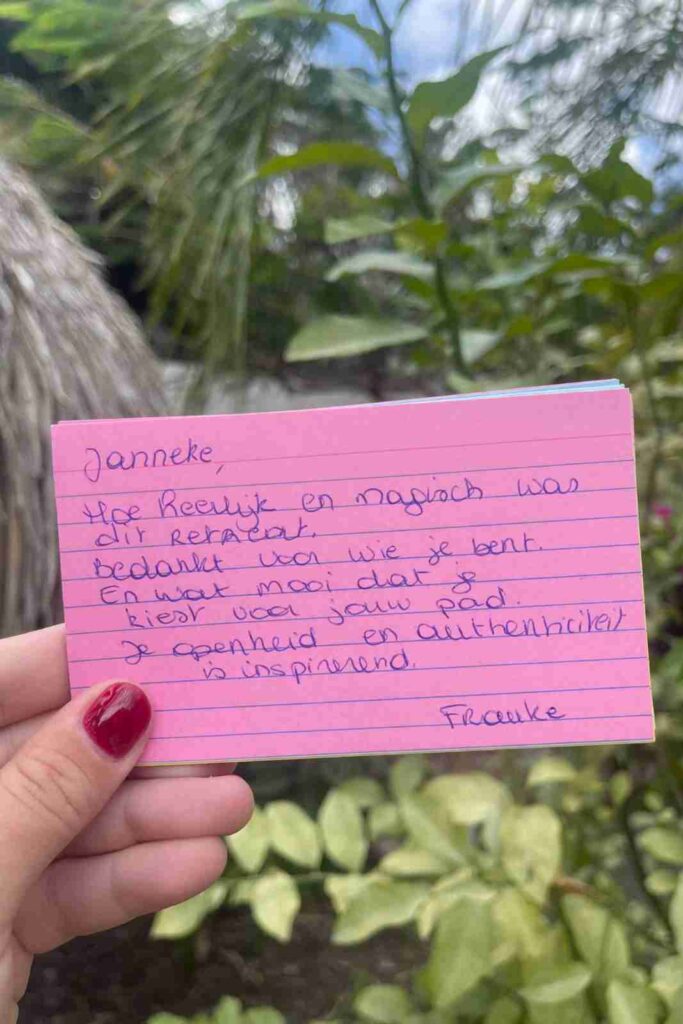 Janneke,
Hoe heerlijk en magisch was
dit retreat.
Bedankt voor wie je bent.
En wat mooi dat je
kiest voor jouw pad.
Je openheid en authenticiteit
is inspirerend.
Frauke